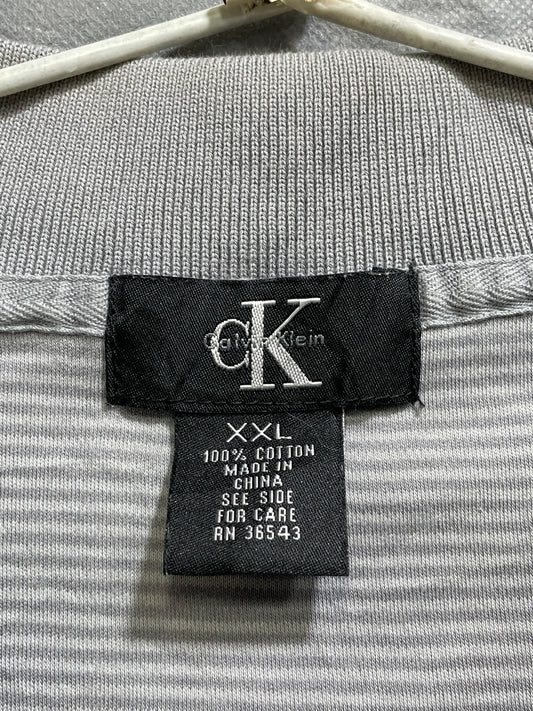 cK
Calvin Klein
XXL
100% COTTON
MADE IN
CHINA
SEE SIDE
FOR CARE
RN 36543